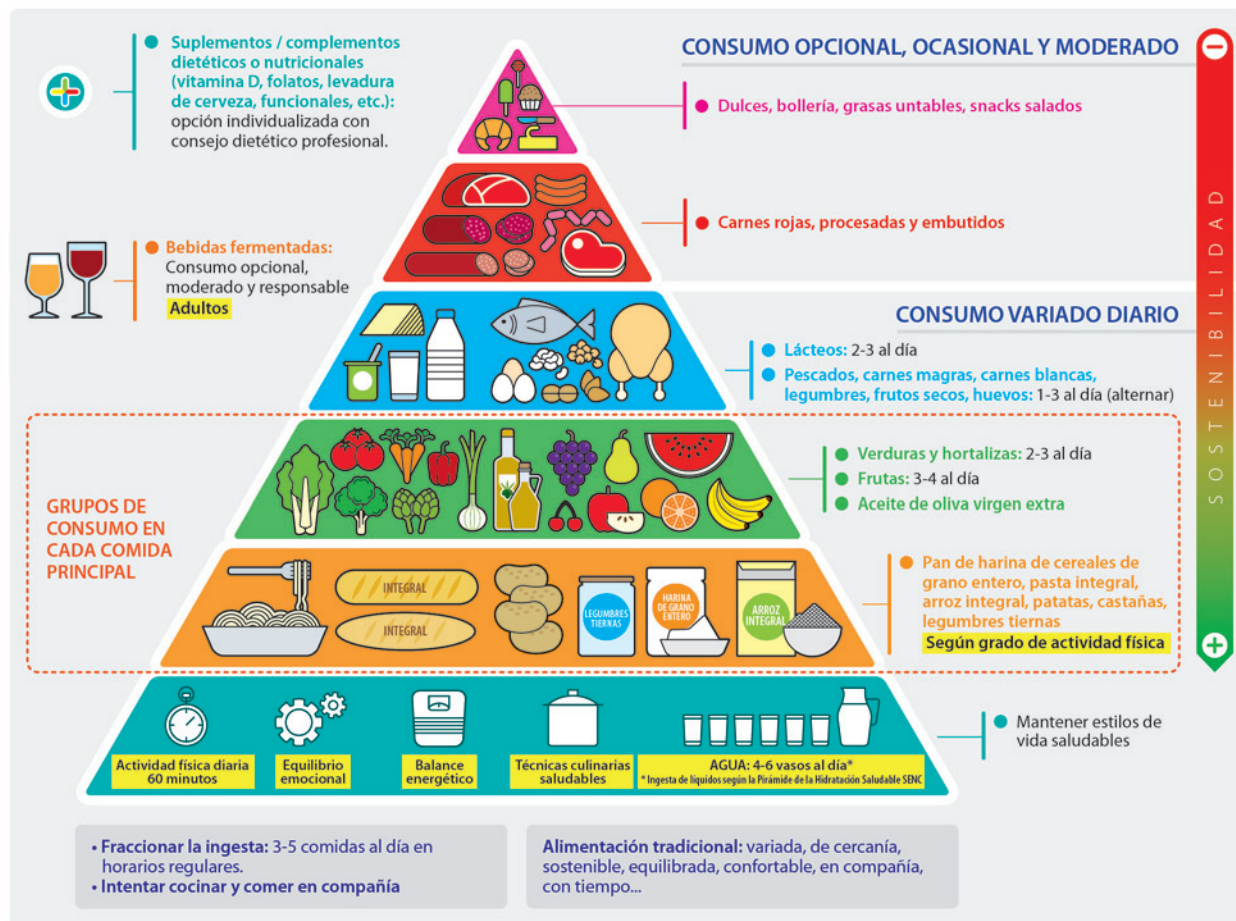 ● Suplementos / complementos
dietéticos o nutricionales
(vitamina D, folatos, levadura
de cerveza, funcionales, etc.):
opción individualizada con
consejo dietético profesional.
CONSUMO OPCIONAL, OCASIONAL Y MODERADO
● Dulces, bollería, grasas untables, snacks salados
● Carnes rojas, procesadas y embutidos
● Bebidas fermentadas:
Consumo opcional,
moderado y responsable
Adultos
CONSUMO VARIADO DIARIO
● Lácteos: 2-3 al día
● Pescados, carnes magras, carnes blancas,
legumbres, frutos secos, huevos: 1-3 al día (alternar)
GRUPOS DE
CONSUMO EN
CADA COMIDA
PRINCIPAL
● Verduras y hortalizas: 2-3 al día
● Frutas: 3-4 al día
● Aceite de oliva virgen extra
INTEGRAL
INTEGRAL
LEGUMBRES
TIERNAS
HARINA
DE GRANO
ENTERO
ARROZ
INTEGRAL
● Pan de harina de cereales de
grano entero, pasta integral,
arroz integral, patatas, castañas,
legumbres tiernas
Según grado de actividad física
SOSTENIBILIDAD
Actividad física diaria
60 minutos
Equilibrio
emocional
Balance
energético
Técnicas culinarias
saludables
AGUA: 4-6 vasos al día*
* Ingesta de líquidos según la Pirámide de la Hidratación Saludable SENC
● Mantener estilos de
vida saludables
• Fraccionar la ingesta: 3-5 comidas al día en
horarios regulares.
• Intentar cocinar y comer en compañía
Alimentación tradicional: variada, de cercanía,
sostenible, equilibrada, confortable, en compañía,
con tiempo...